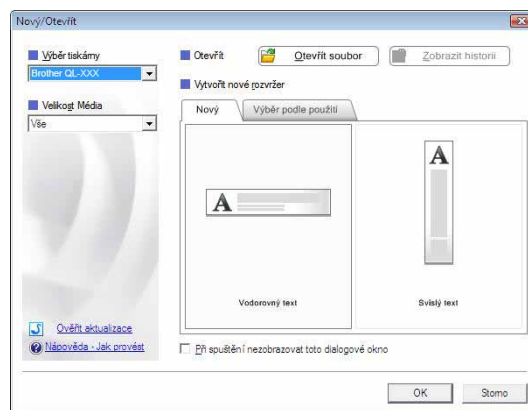 Nový/Otevřít
Výběr tiskárny
Brother QL-XXX
Velikost Média
Vše
Ověřit aktualizace
Nápověda - Jak provést
Otevřít
Otevřít soubor
Zobrazit historii
Vytvořit nové rozvržer
Nový
Výběr podle použití
A
Vodorovný text
A
Svislý text
Při spuštění nezobrazovat toto dialogové okno
OK
Storno